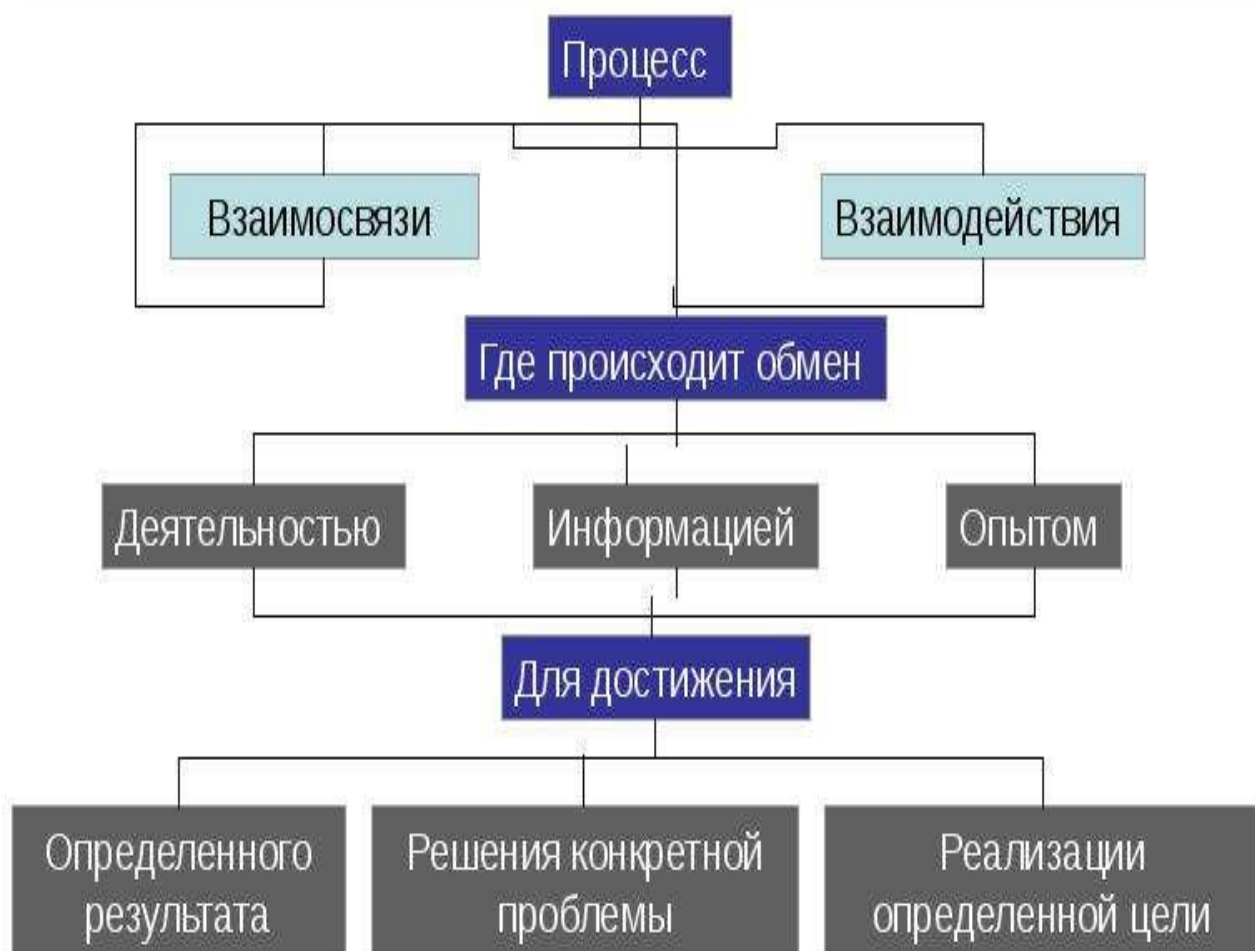 Процесс
Взаимосвязи
Взаимодействия
Где происходит обмен
Деятельностью
Информацией
Опытом
Для достижения
Определенного
результата
Решения конкретной
проблемы
Реализации
определенной цели